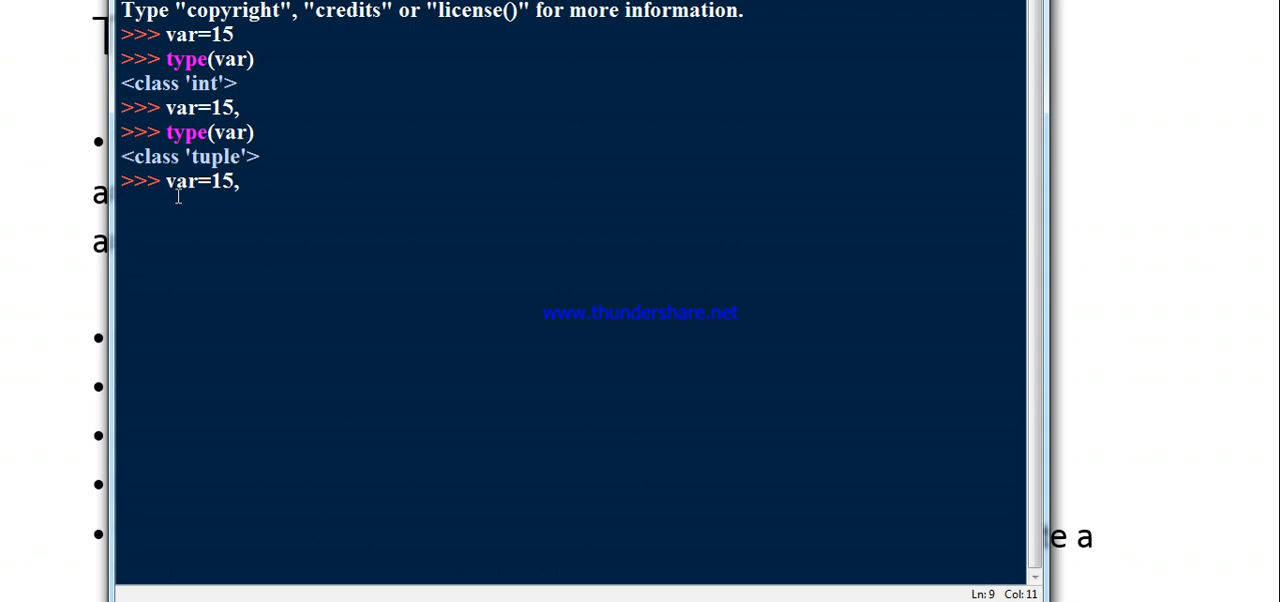 T
Type "copyright", "credits" or "license()" for more information.
>>> var=15
>>> type(var)
<class 'int'>
>>> var=15,
• >>> type(var)
<class 'tuple'>
>>> var=15,
a
a
www.thundershare.net
•
•
•
•
• e a
Ln: 9 Col: 11